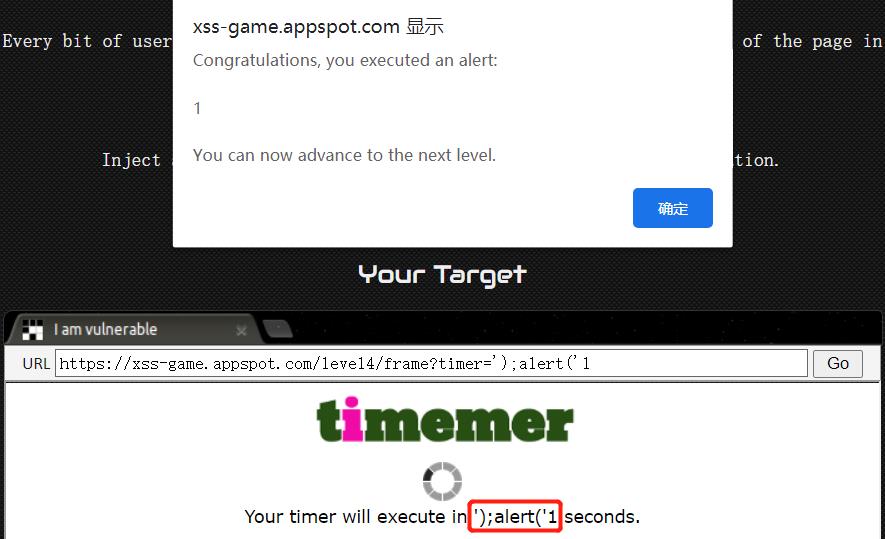 xss-game.appspot.com 显示
Every bit of user of the page in
Congratulations, you executed an alert:
1
You can now advance to the next level.
Inject tion.
确定
Your Target
I am vulnerable
URL https://xss-game.appspot.com/level4/frame?timer=');alert('1 Go
timemer
Your timer will execute in ');alert('1 seconds.